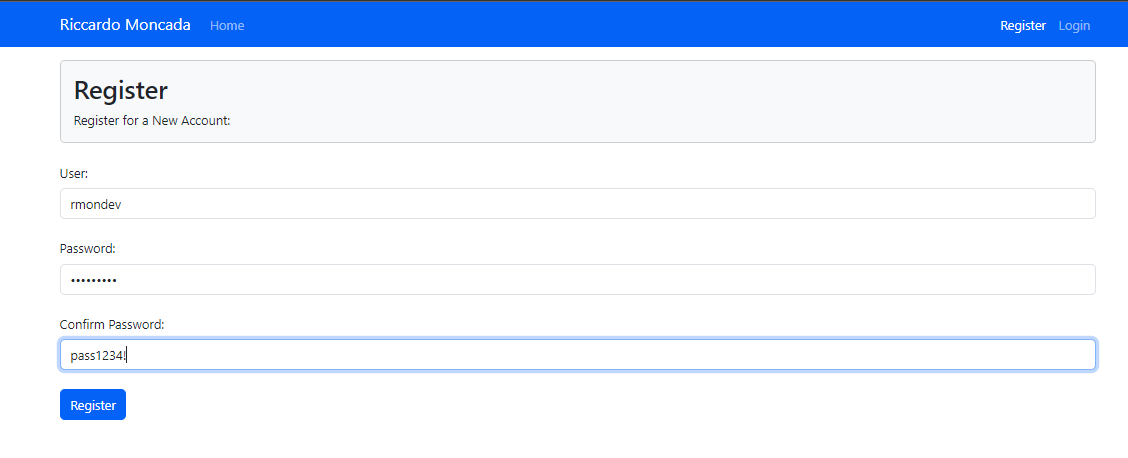 Riccardo Moncada Home Register Login
Register
Register for a New Account:
User:
rmondev
Password:
•••••••••
Confirm Password:
pass1234!
Register